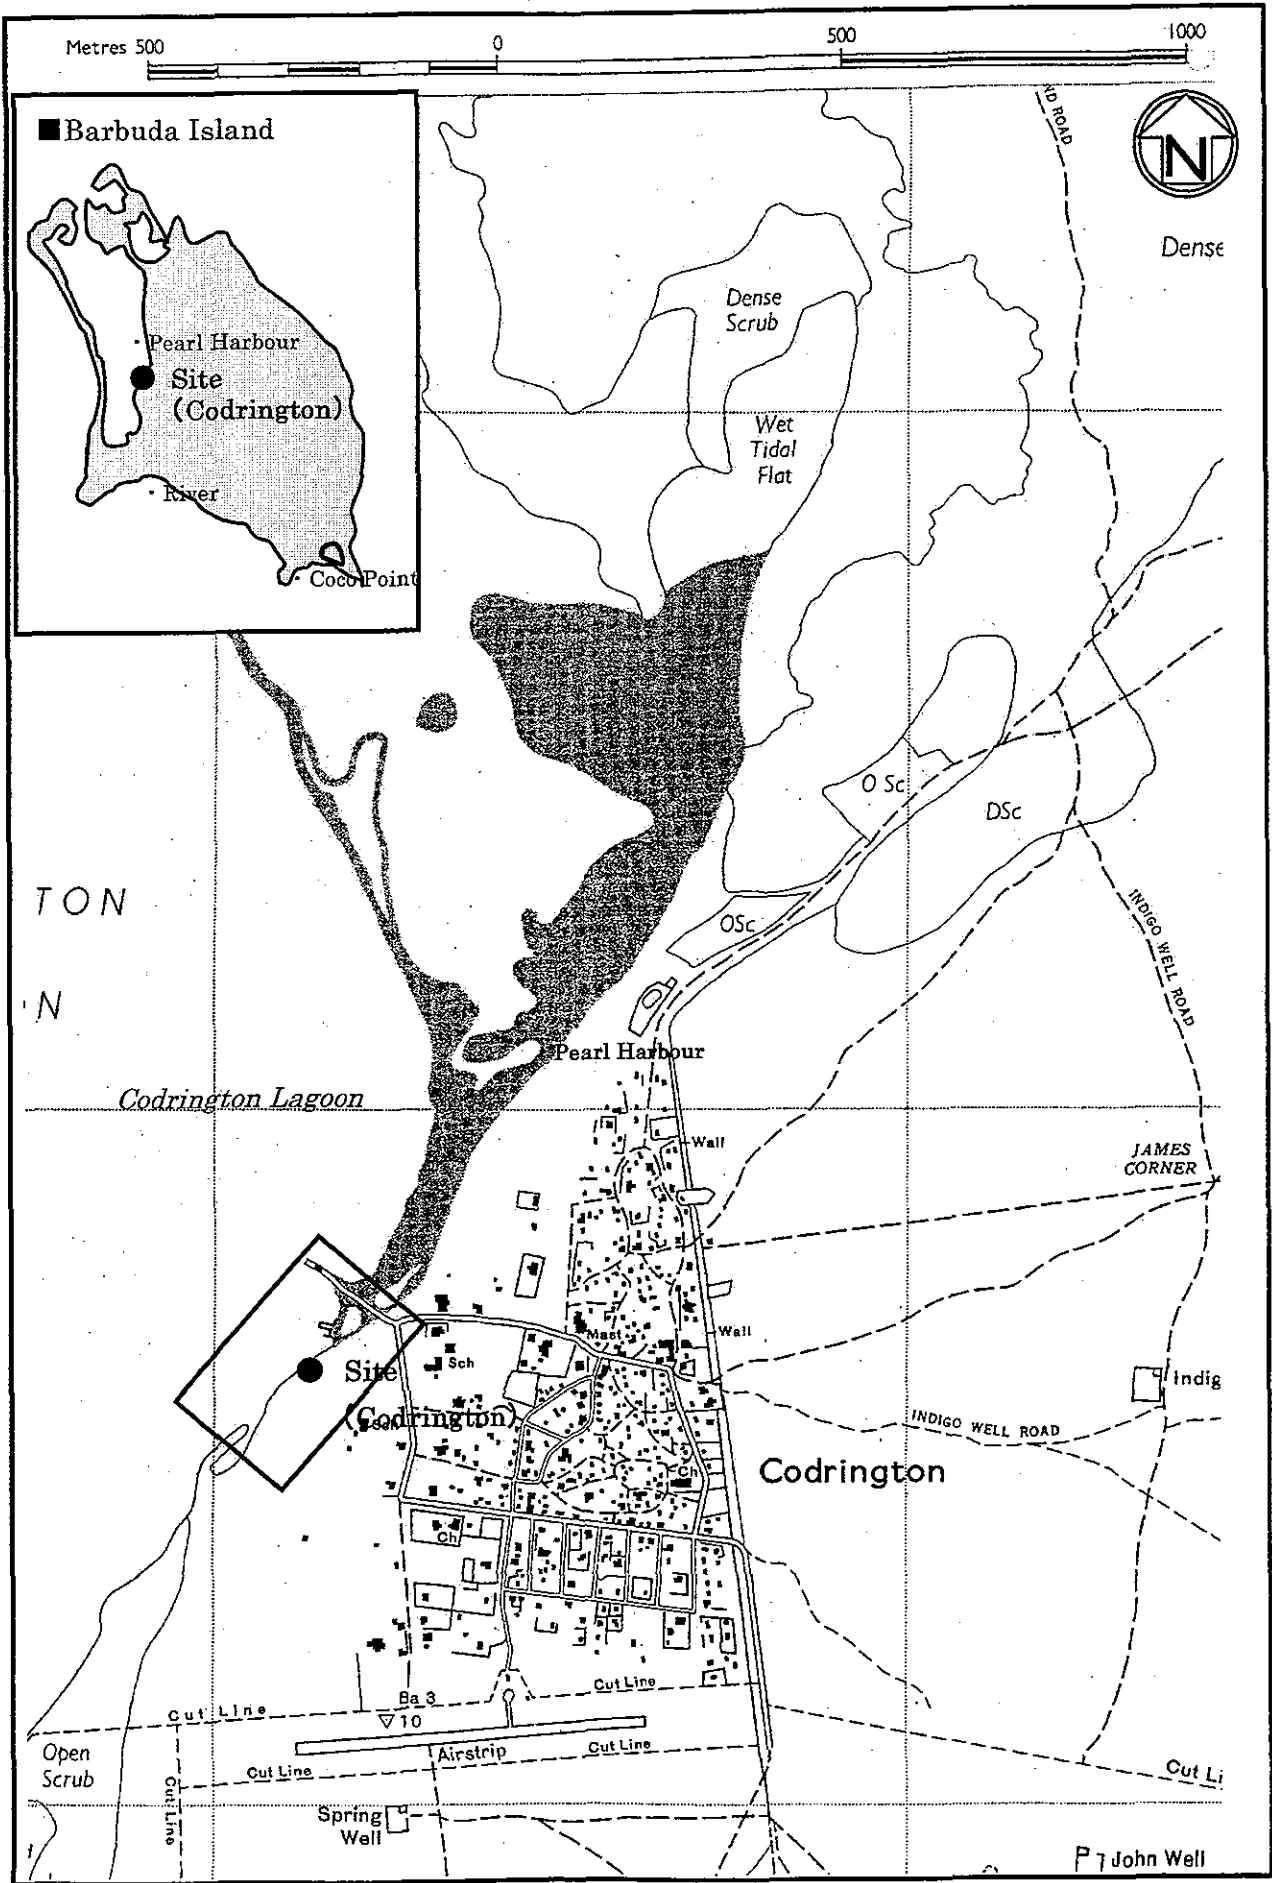 Metres 500 0 500 1000
■Barbuda Island
Pearl Harbour
Site
(Codrington)
River
Coco Point
ND ROAD
N
Dense
Dense
Scrub
Wet
Tidal
Flat
O Sc
DSc
OSc
INDIGO WELL ROAD
TON
N
Pearl Harbour
Codrington Lagoon
Wall
JAMES
CORNER
Mast
Wall
Sch
Site
(Codrington)
Sch
Indig
INDIGO WELL ROAD
Ch
Codrington
Ch
Cut Line
Ba 3
Cut Line
10
Open
Scrub
Airstrip
Cut Line
Cut Line
Cut Line
Cut Li
Spring
Well
John Well